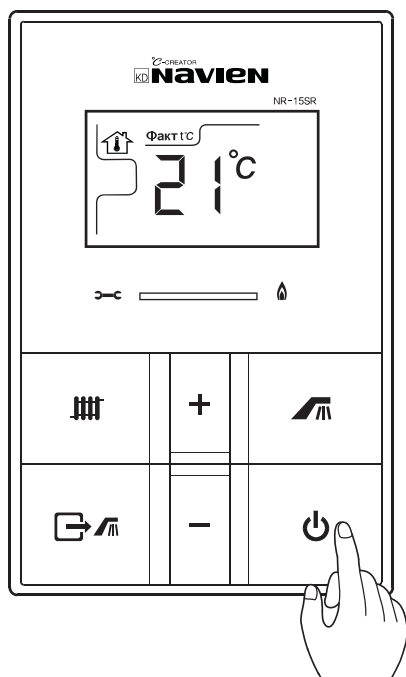 ℃-CREATOR
KD NAVIEN
NR-15SR
Факт t℃
21℃
+
−